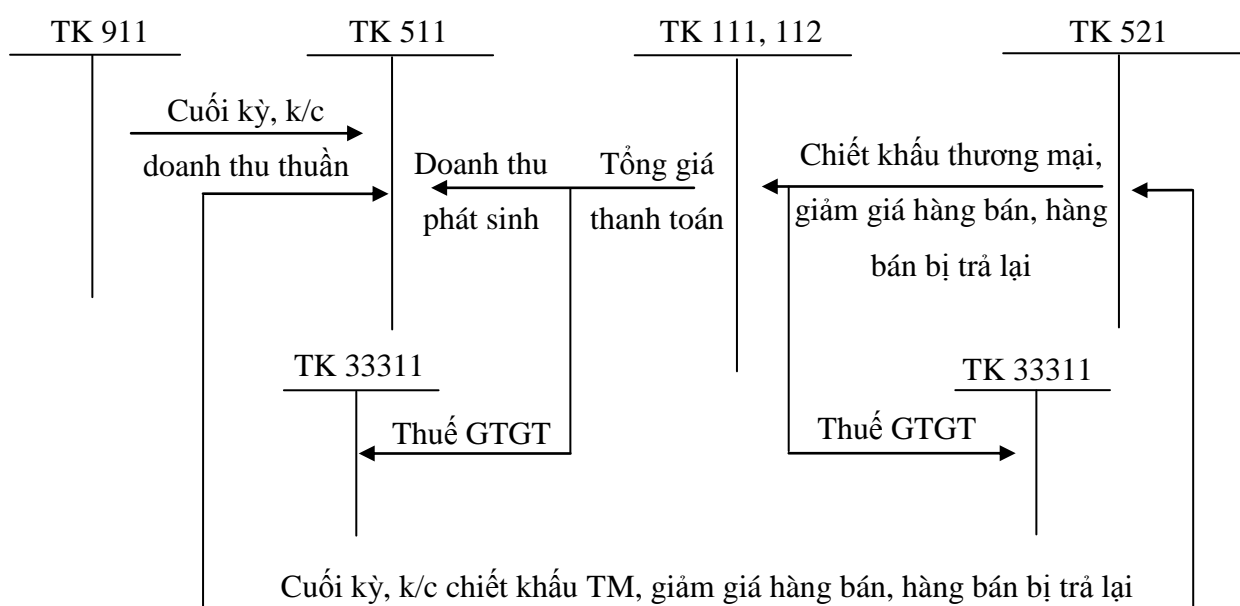 TK 911
TK 511
TK 111, 112
TK 521
Cuối kỳ, k/c
doanh thu thuần
Doanh thu
phát sinh
Tổng giá
thanh toán
Chiết khấu thương mại,
giảm giá hàng bán, hàng
bán bị trả lại
TK 33311
TK 33311
Thuế GTGT
Thuế GTGT
Cuối kỳ, k/c chiết khấu TM, giảm giá hàng bán, hàng bán bị trả lại